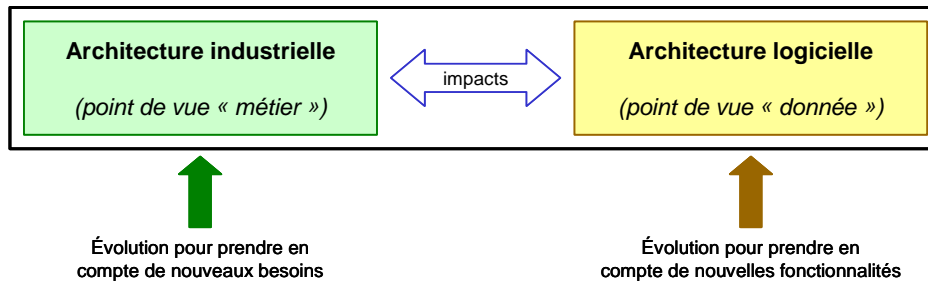 Architecture industrielle
(point de vue « métier »)
impacts
Architecture logicielle
(point de vue « donnée »)
Évolution pour prendre en
compte de nouveaux besoins
Évolution pour prendre en
compte de nouvelles fonctionnalités